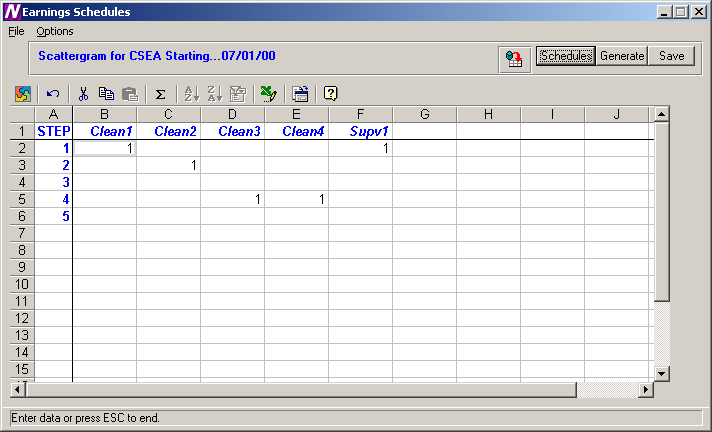 N Earnings Schedules
File Options
Scattergram for CSEA Starting...07/01/00
Schedules Generate Save
Σ A Z Z A ?
A B C D E F G H I J
1 STEP Clean1 Clean2 Clean3 Clean4 Supv1
2 1 1 1
3 2 1
4 3
5 4 1 1
6 5
7
8
9
10
11
12
13
14
15
Enter data or press ESC to end.